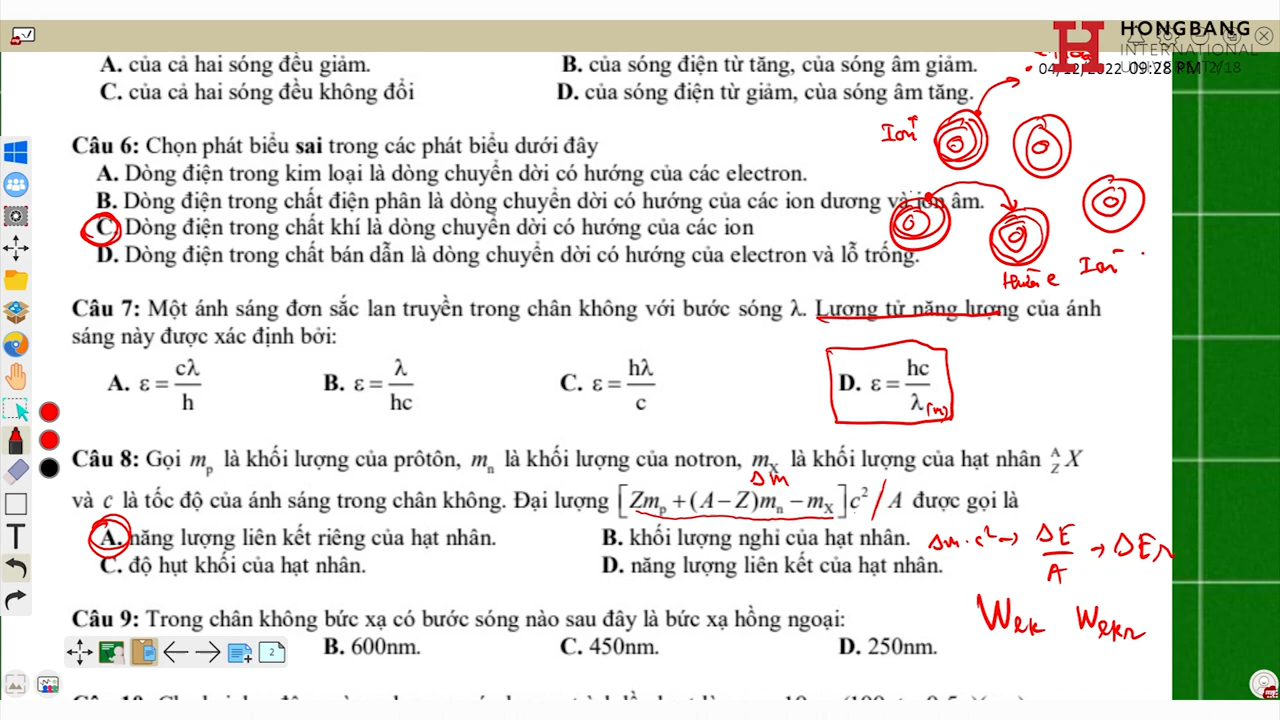 HONGBANG
INTERNATIONAL
04/12/2022 09:28 PM 2/18
A. của cả hai sóng đều giảm. B. của sóng điện từ tăng, của sóng âm giảm.
C. của cả hai sóng đều không đổi D. của sóng điện từ giảm, của sóng âm tăng.
Ion+
Câu 6: Chọn phát biểu sai trong các phát biểu dưới đây
A. Dòng điện trong kim loại là dòng chuyển dời có hướng của các electron.
B. Dòng điện trong chất điện phân là dòng chuyển dời có hướng của các ion dương và ion âm.
C. Dòng điện trong chất khí là dòng chuyển dời có hướng của các ion
D. Dòng điện trong chất bán dẫn là dòng chuyển dời có hướng của electron và lỗ trống.
Ion -
Câu 7: Một ánh sáng đơn sắc lan truyền trong chân không với bước sóng λ. Lượng tử năng lượng của ánh
sáng này được xác định bởi:
A. ε = cλ/h B. ε = λ/hc C. ε = hλ/c D. ε = hc/λ (m)
Câu 8: Gọi mp là khối lượng của prôtôn, mn là khối lượng của notron, mX là khối lượng của hạt nhân A Z X
Δm
và c là tốc độ của ánh sáng trong chân không. Đại lượng [Zmp + (A − Z)mn − mX]c² / A được gọi là
A. năng lượng liên kết riêng của hạt nhân. B. khối lượng nghỉ của hạt nhân.
Δm.c² → ΔE/A → ΔEr
C. độ hụt khối của hạt nhân. D. năng lượng liên kết của hạt nhân.
Wlk Wlkr
Câu 9: Trong chân không bức xạ có bước sóng nào sau đây là bức xạ hồng ngoại:
2 B. 600nm. C. 450nm. D. 250nm.